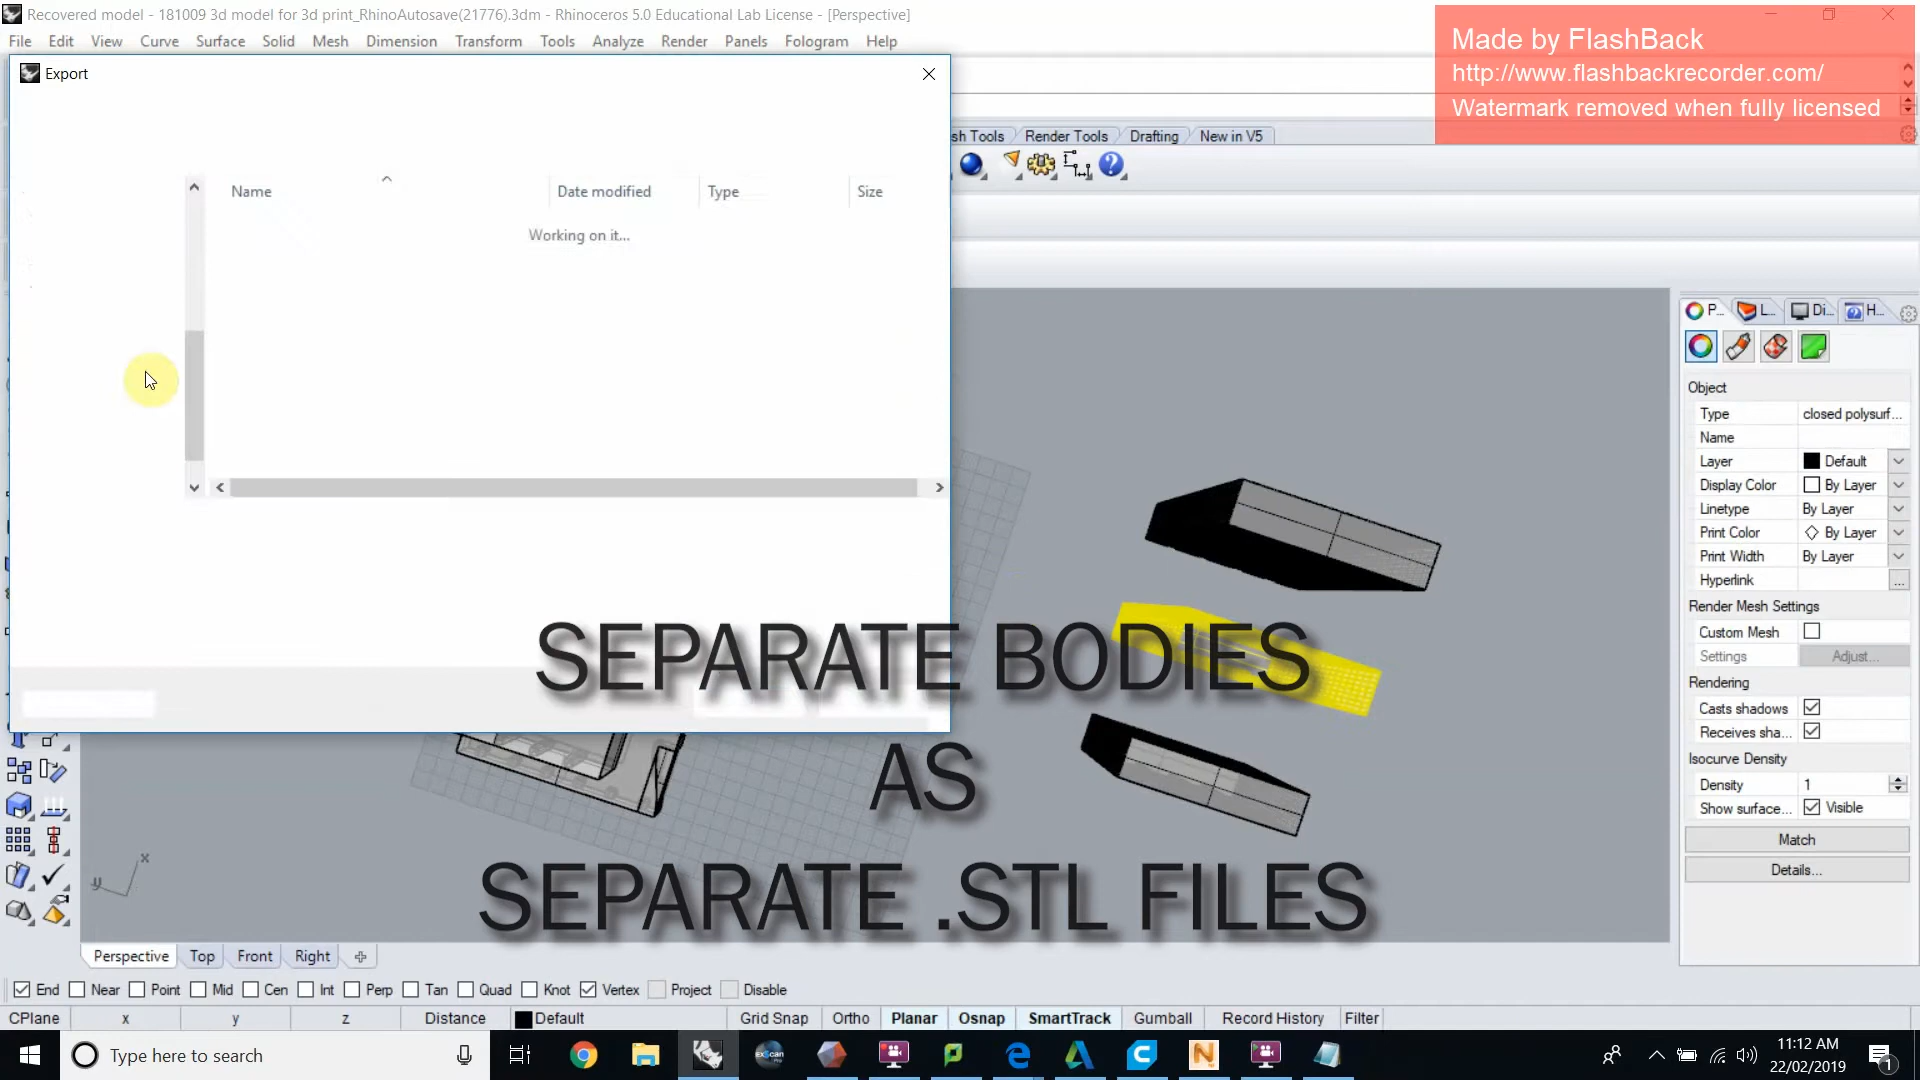 Recovered model - 181009 3d model for 3d print_RhinoAutosave(21776).3dm - Rhinoceros 5.0 Educational Lab License - [Perspective]
File Edit View Curve Surface Solid Mesh Dimension Transform Tools Analyze Render Panels Fologram Help
Made by FlashBack
http://www.flashbackrecorder.com/
Watermark removed when fully licensed
Export
sh Tools Render Tools Drafting New in V5
Name Date modified Type Size
Working on it...
P... L... Di... H...
Object
Type closed polysurf...
Name
Layer Default
Display Color By Layer
Linetype By Layer
Print Color By Layer
Print Width By Layer
Hyperlink ...
Render Mesh Settings
Custom Mesh
Settings Adjust...
Rendering
Casts shadows
Receives sha...
Isocurve Density
Density 1
Show surface... Visible
Match
Details...
SEPARATE BODIES
AS
SEPARATE .STL FILES
x
y
Perspective Top Front Right
End Near Point Mid Cen Int Perp Tan Quad Knot Vertex Project Disable
CPlane x y z Distance Default Grid Snap Ortho Planar Osnap SmartTrack Gumball Record History Filter
Type here to search
11:12 AM
22/02/2019
1